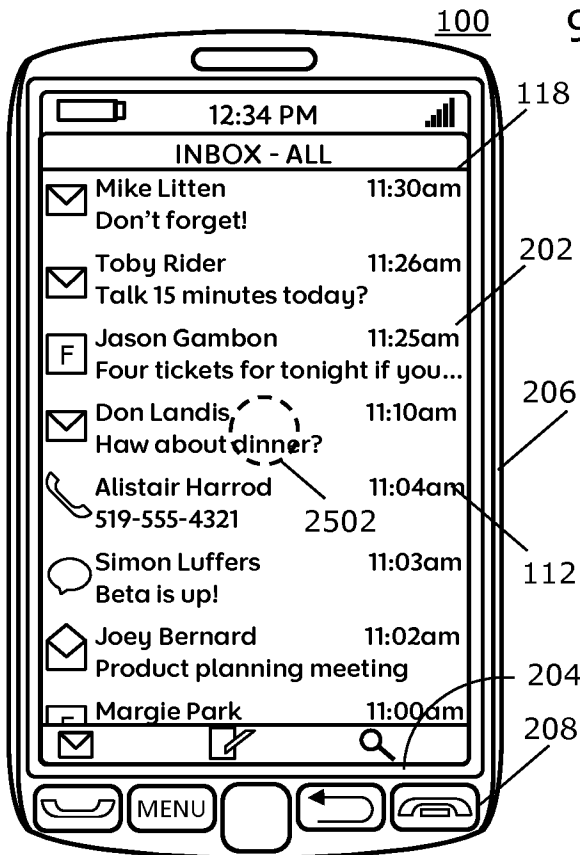 100
9
12:34 PM
118
INBOX - ALL
Mike Litten 11:30am
Don't forget!
Toby Rider 11:26am
202
Talk 15 minutes today?
F Jason Gambon 11:25am
Four tickets for tonight if you...
206
Don Landis 11:10am
Haw about dinner?
Alistair Harrod 11:04am
519-555-4321 2502
112
Simon Luffers 11:03am
Beta is up!
Joey Bernard 11:02am
Product planning meeting
204
Margie Park 11:00am
208
MENU